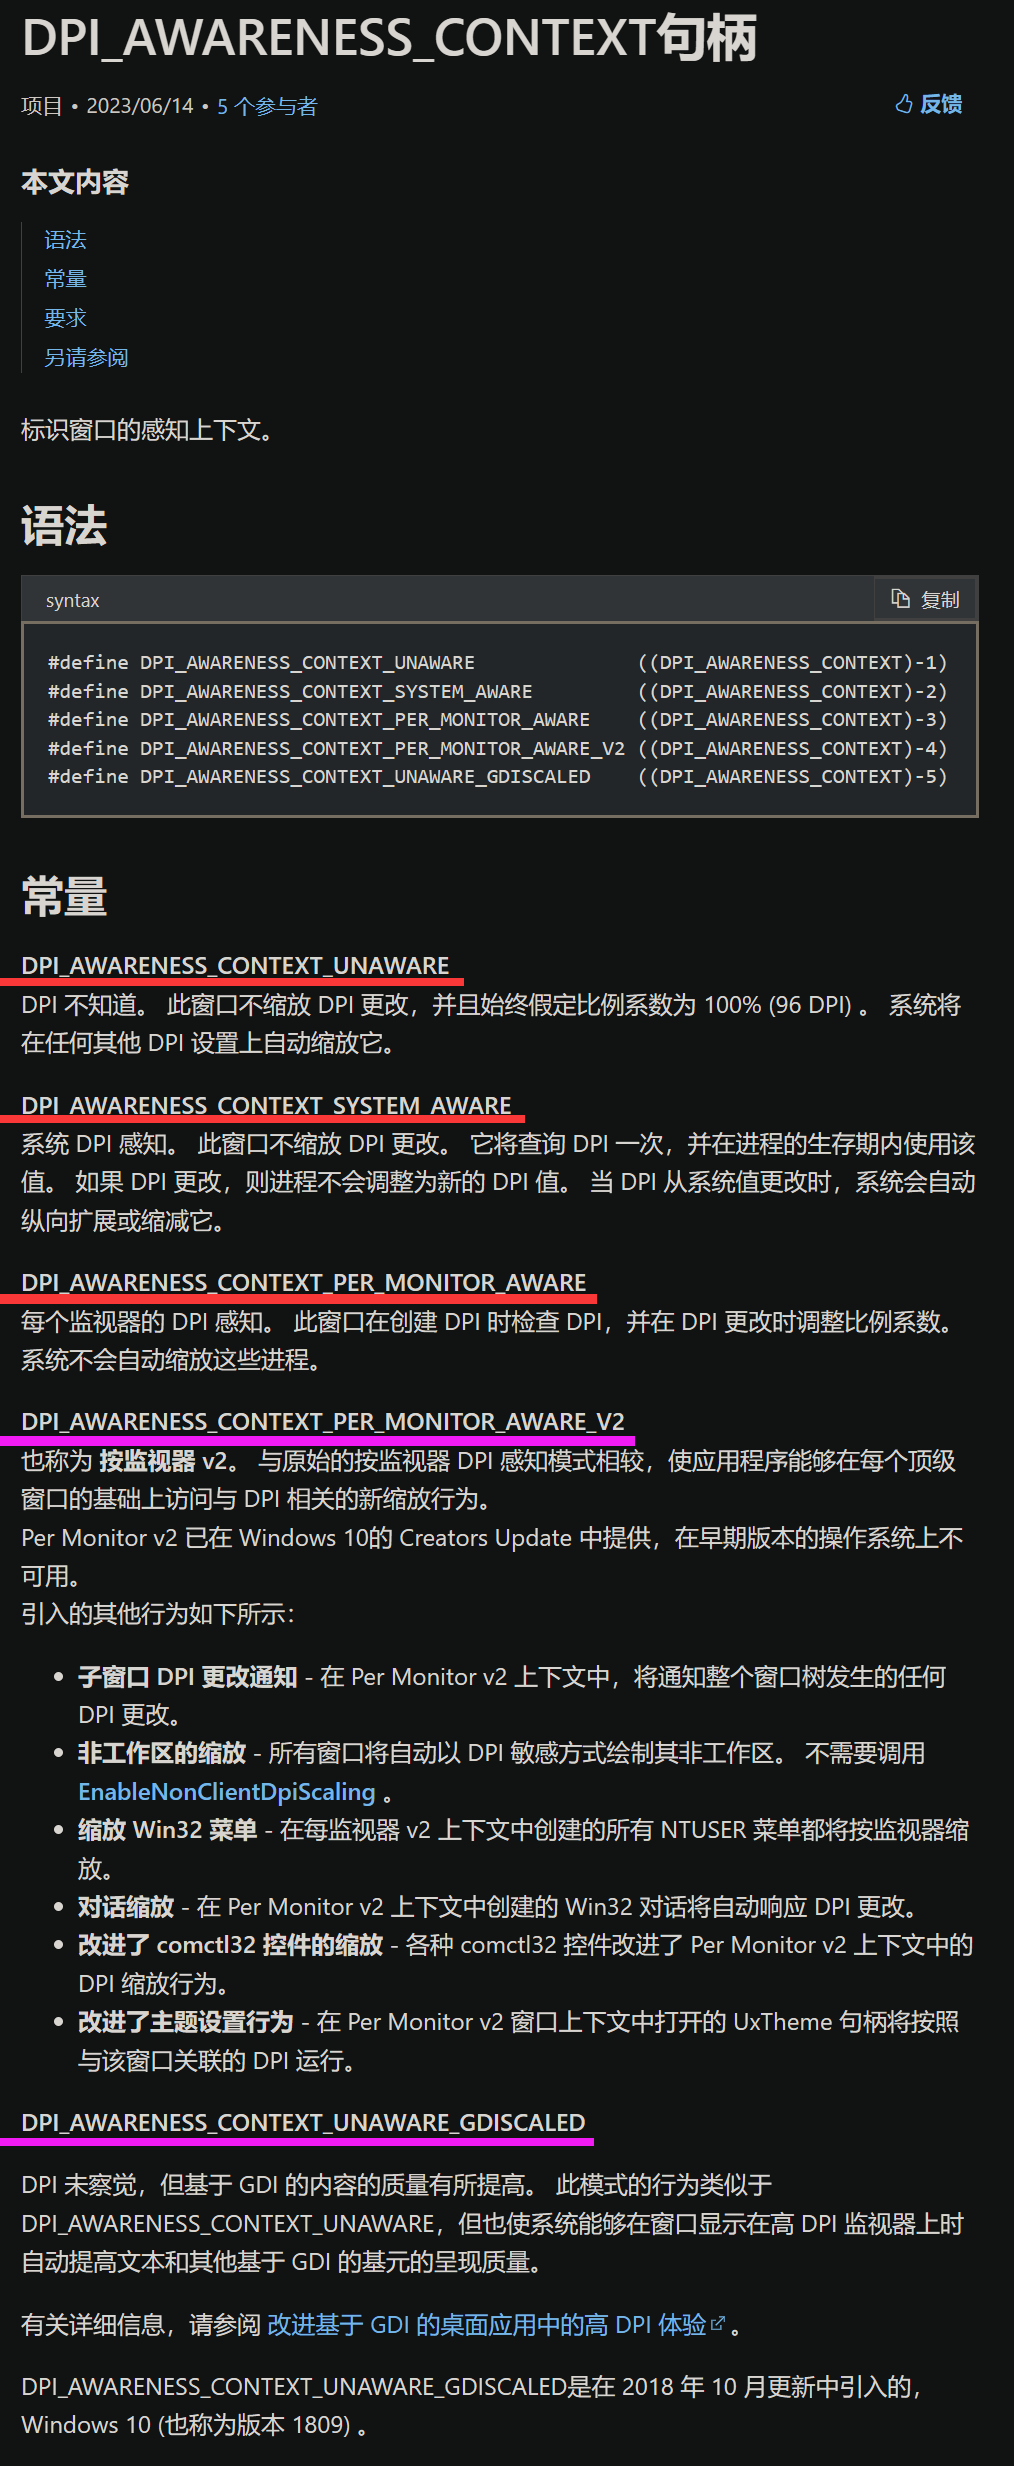 DPI_AWARENESS_CONTEXT句柄
项目 • 2023/06/14 • 5 个参与者
反馈
本文内容
语法
常量
要求
另请参阅
标识窗口的感知上下文。
语法
syntax
复制
#define DPI_AWARENESS_CONTEXT_UNAWARE              ((DPI_AWARENESS_CONTEXT)-1)
#define DPI_AWARENESS_CONTEXT_SYSTEM_AWARE         ((DPI_AWARENESS_CONTEXT)-2)
#define DPI_AWARENESS_CONTEXT_PER_MONITOR_AWARE    ((DPI_AWARENESS_CONTEXT)-3)
#define DPI_AWARENESS_CONTEXT_PER_MONITOR_AWARE_V2 ((DPI_AWARENESS_CONTEXT)-4)
#define DPI_AWARENESS_CONTEXT_UNAWARE_GDISCALED    ((DPI_AWARENESS_CONTEXT)-5)
常量
DPI_AWARENESS_CONTEXT_UNAWARE
DPI 不知道。 此窗口不缩放 DPI 更改，并且始终假定比例系数为 100% (96 DPI) 。 系统将
在任何其他 DPI 设置上自动缩放它。
DPI_AWARENESS_CONTEXT_SYSTEM_AWARE
系统 DPI 感知。 此窗口不缩放 DPI 更改。 它将查询 DPI 一次，并在进程的生存期内使用该
值。 如果 DPI 更改，则进程不会调整为新的 DPI 值。 当 DPI 从系统值更改时，系统会自动
纵向扩展或缩减它。
DPI_AWARENESS_CONTEXT_PER_MONITOR_AWARE
每个监视器的 DPI 感知。 此窗口在创建 DPI 时检查 DPI，并在 DPI 更改时调整比例系数。
系统不会自动缩放这些进程。
DPI_AWARENESS_CONTEXT_PER_MONITOR_AWARE_V2
也称为 按监视器 v2。 与原始的按监视器 DPI 感知模式相较，使应用程序能够在每个顶级
窗口的基础上访问与 DPI 相关的新缩放行为。
Per Monitor v2 已在 Windows 10的 Creators Update 中提供，在早期版本的操作系统上不
可用。
引入的其他行为如下所示：
• 子窗口 DPI 更改通知 - 在 Per Monitor v2 上下文中，将通知整个窗口树发生的任何
DPI 更改。
• 非工作区的缩放 - 所有窗口将自动以 DPI 敏感方式绘制其非工作区。 不需要调用
EnableNonClientDpiScaling 。
• 缩放 Win32 菜单 - 在每监视器 v2 上下文中创建的所有 NTUSER 菜单都将按监视器缩
放。
• 对话缩放 - 在 Per Monitor v2 上下文中创建的 Win32 对话将自动响应 DPI 更改。
• 改进了 comctl32 控件的缩放 - 各种 comctl32 控件改进了 Per Monitor v2 上下文中的
DPI 缩放行为。
• 改进了主题设置行为 - 在 Per Monitor v2 窗口上下文中打开的 UxTheme 句柄将按照
与该窗口关联的 DPI 运行。
DPI_AWARENESS_CONTEXT_UNAWARE_GDISCALED
DPI 未察觉，但基于 GDI 的内容的质量有所提高。 此模式的行为类似于
DPI_AWARENESS_CONTEXT_UNAWARE，但也使系统能够在窗口显示在高 DPI 监视器上时
自动提高文本和其他基于 GDI 的基元的呈现质量。
有关详细信息，请参阅 改进基于 GDI 的桌面应用中的高 DPI 体验。
DPI_AWARENESS_CONTEXT_UNAWARE_GDISCALED是在 2018 年 10 月更新中引入的，
Windows 10 (也称为版本 1809) 。